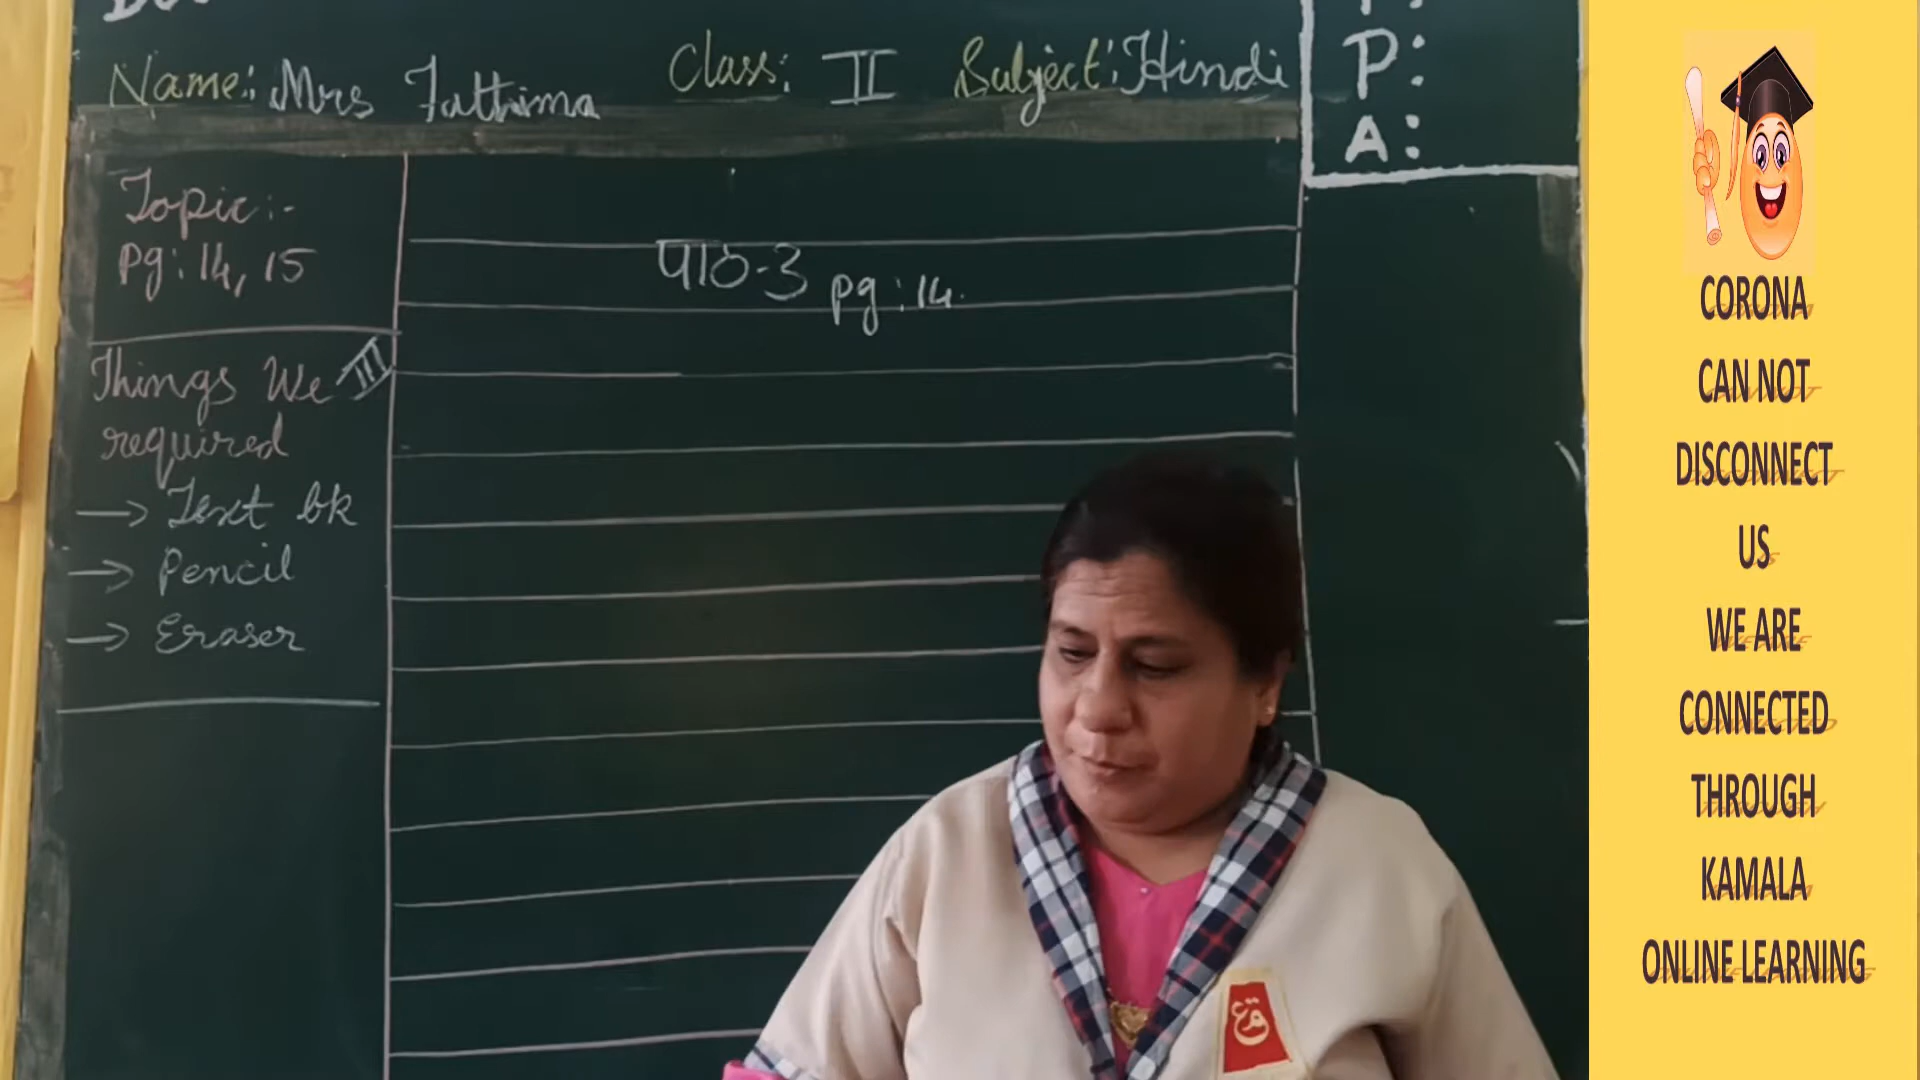 Name: Mrs Fattima Class: II Subject: Hindi
P:
A:
Topic:-
pg: 14, 15
Things We
required
→ Text bk
→ Pencil
→ Eraser
III
पाठ-3 pg: 14.
CORONA
CAN NOT
DISCONNECT
US
WE ARE
CONNECTED
THROUGH
KAMALA
ONLINE LEARNING